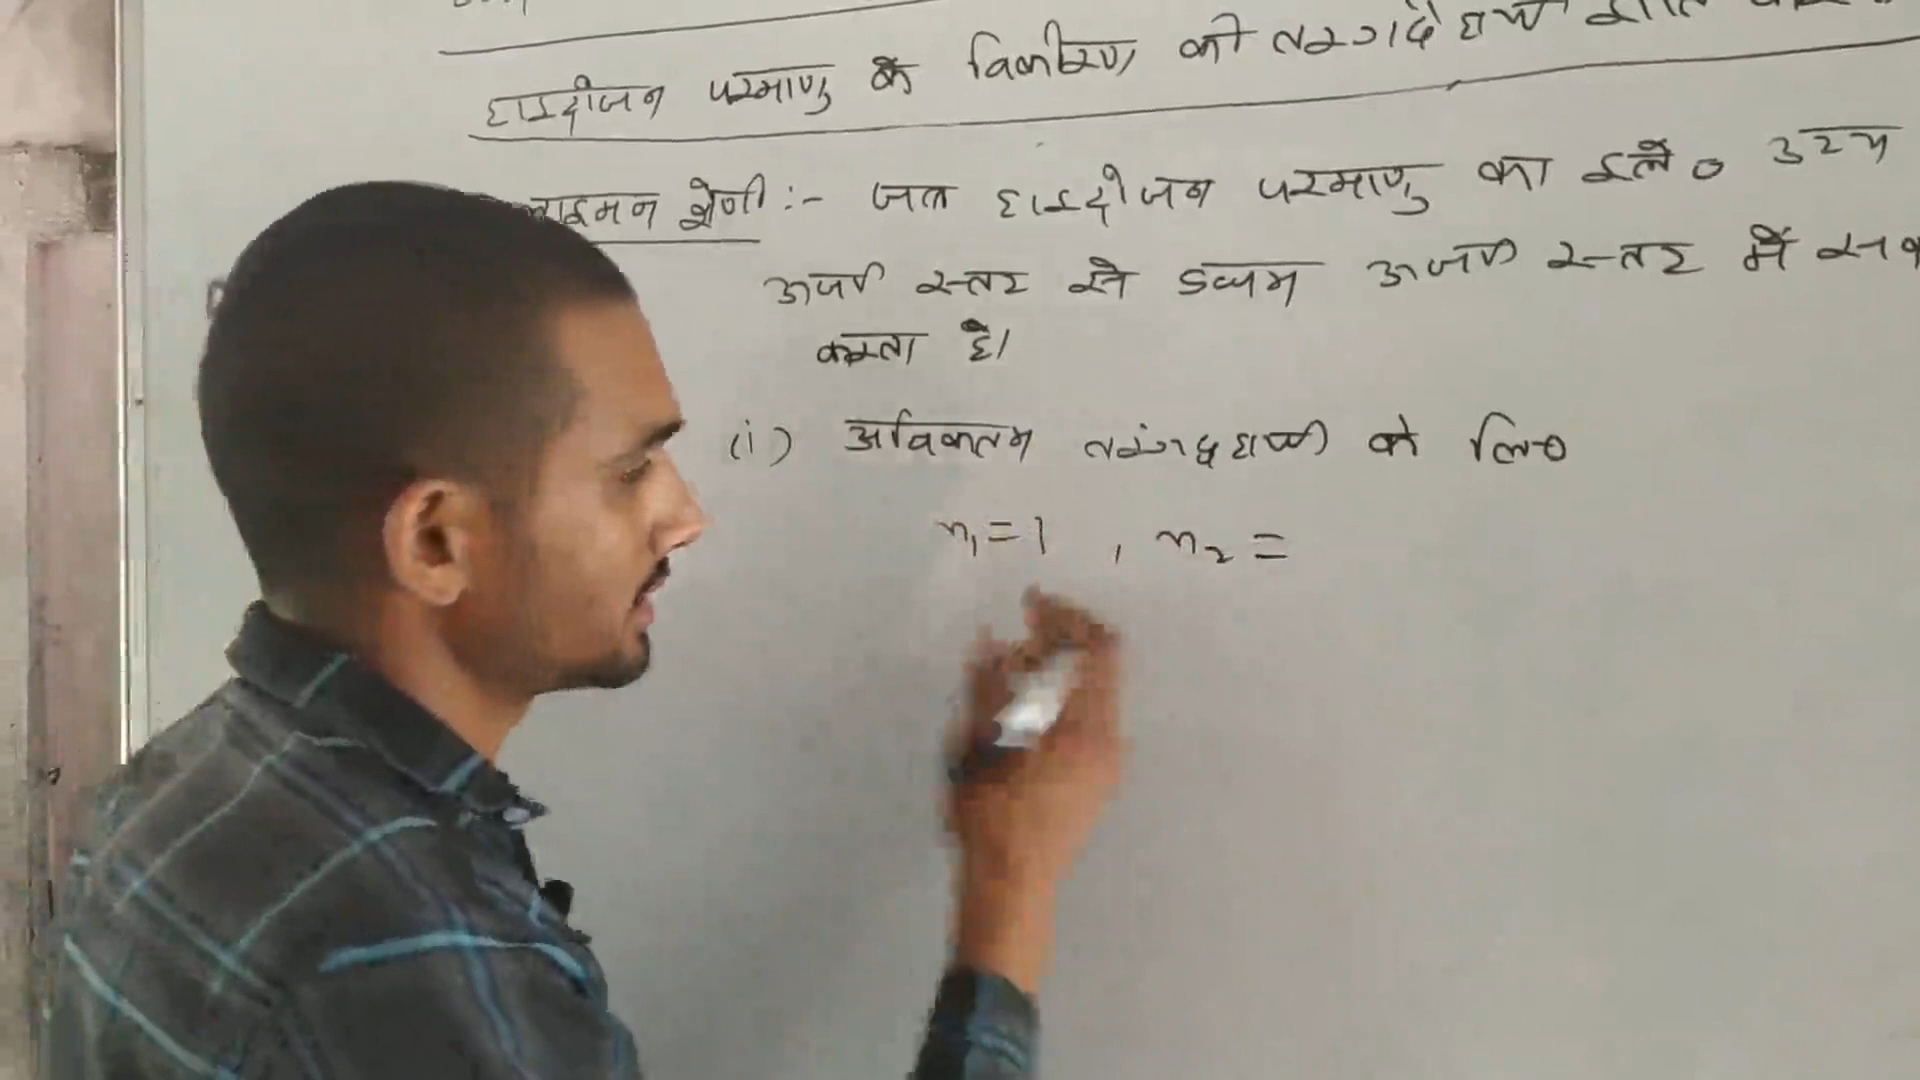 हाइड्रोजन परमाणु के विकीरण की तरंगदैर्घ्य
लाइमन श्रेणी :- जब हाइड्रोजन परमाणु का इले० उच्च
ऊर्जा स्तर से प्रथम ऊर्जा स्तर में
करता है।
(i) अधिकतम तरंगदैर्घ्य के लिए
n₁ = 1 , n₂ =